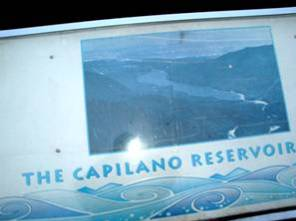 THE CAPILANO RESERVOIR